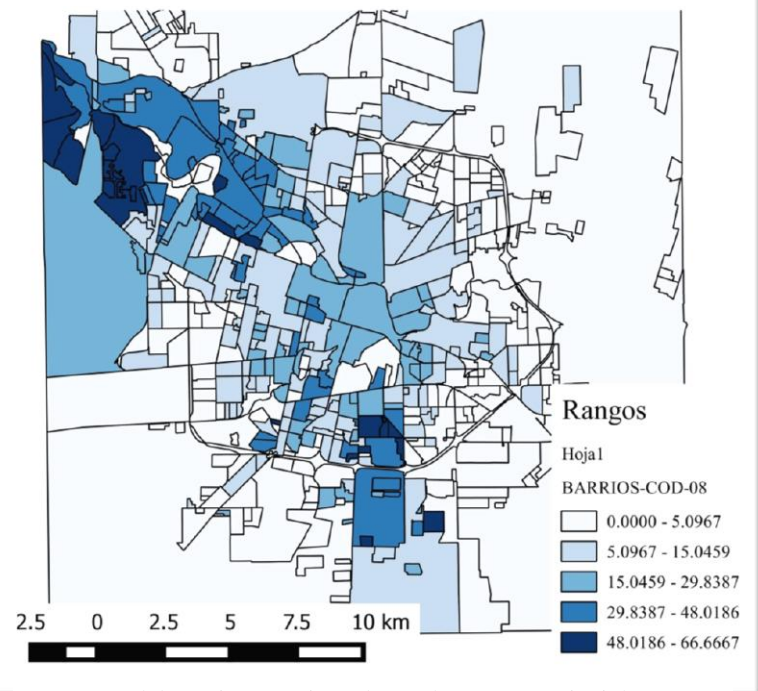 Rangos
Hoja1
BARRIOS-COD-08
0.0000 - 5.0967
5.0967 - 15.0459
15.0459 - 29.8387
29.8387 - 48.0186
48.0186 - 66.6667
2.5 0 2.5 5 7.5 10 km